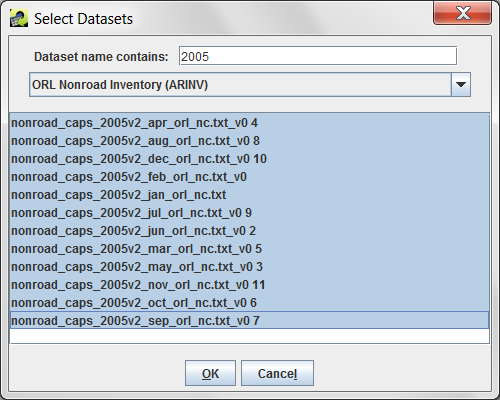 Select Datasets
Dataset name contains: 2005
ORL Nonroad Inventory (ARINV)
nonroad_caps_2005v2_apr_orl_nc.txt_v0 4
nonroad_caps_2005v2_aug_orl_nc.txt_v0 8
nonroad_caps_2005v2_dec_orl_nc.txt_v0 10
nonroad_caps_2005v2_feb_orl_nc.txt_v0
nonroad_caps_2005v2_jan_orl_nc.txt
nonroad_caps_2005v2_jul_orl_nc.txt_v0 9
nonroad_caps_2005v2_jun_orl_nc.txt_v0 2
nonroad_caps_2005v2_mar_orl_nc.txt_v0 5
nonroad_caps_2005v2_may_orl_nc.txt_v0 3
nonroad_caps_2005v2_nov_orl_nc.txt_v0 11
nonroad_caps_2005v2_oct_orl_nc.txt_v0 6
nonroad_caps_2005v2_sep_orl_nc.txt_v0 7
OK Cancel